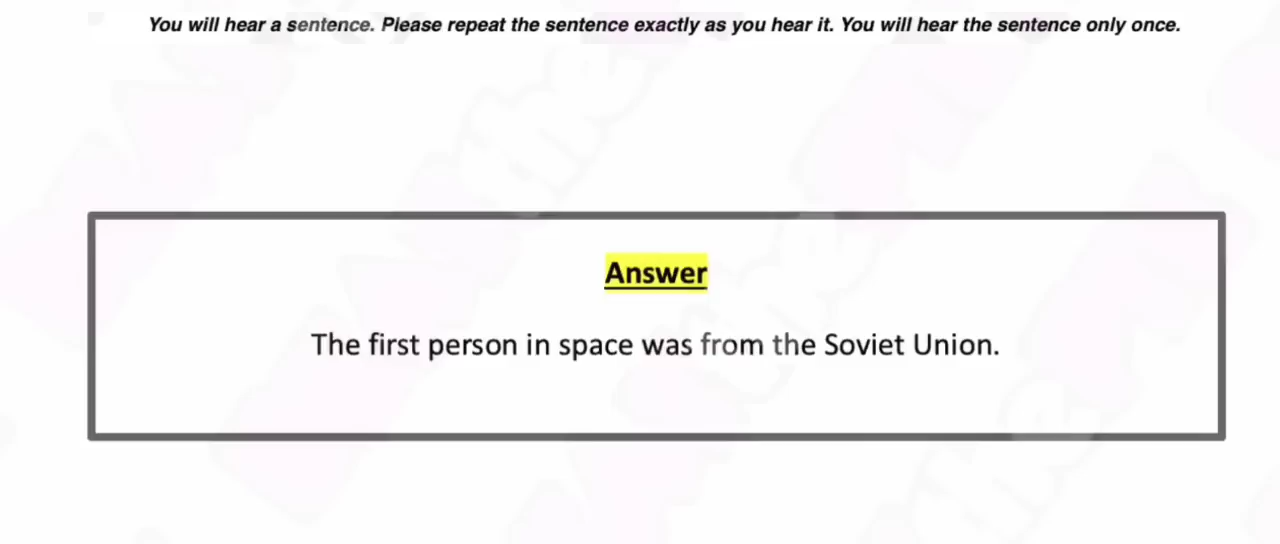 You will hear a sentence. Please repeat the sentence exactly as you hear it. You will hear the sentence only once.
Answer
The first person in space was from the Soviet Union.